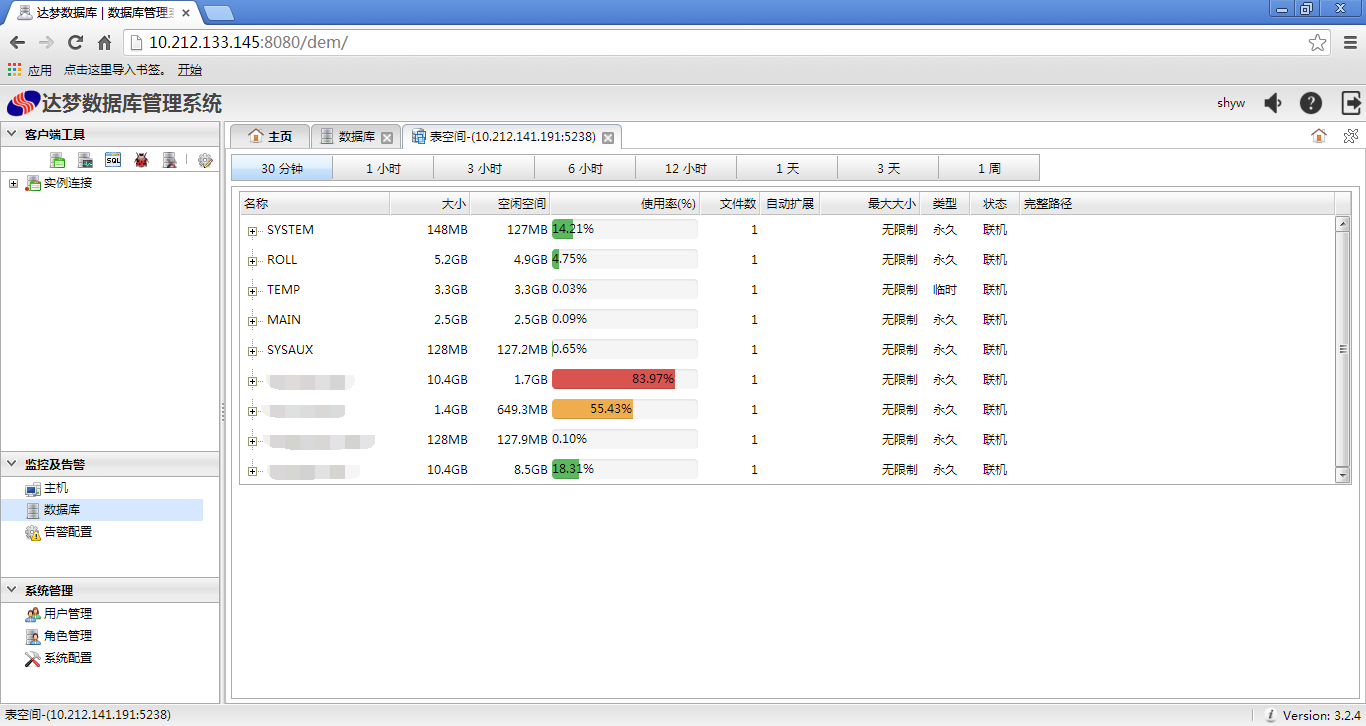 达梦数据库 | 数据库管理
10.212.133.145:8080/dem/
应用 点击这里导入书签。 开始
达梦数据库管理系统 shyw
客户端工具
SQL
实例连接
监控及告警
主机
数据库
告警配置
系统管理
用户管理
角色管理
系统配置
主页 数据库 表空间-(10.212.141.191:5238)
30 分钟 1 小时 3 小时 6 小时 12 小时 1 天 3 天 1 周
名称 大小 空闲空间 使用率(%) 文件数 自动扩展 最大大小 类型 状态 完整路径
SYSTEM 148MB 127MB 14.21% 1 无限制 永久 联机
ROLL 5.2GB 4.9GB 4.75% 1 无限制 永久 联机
TEMP 3.3GB 3.3GB 0.03% 1 无限制 临时 联机
MAIN 2.5GB 2.5GB 0.09% 1 无限制 永久 联机
SYSAUX 128MB 127.2MB 0.65% 1 无限制 永久 联机
10.4GB 1.7GB 83.97% 1 无限制 永久 联机
1.4GB 649.3MB 55.43% 1 无限制 永久 联机
128MB 127.9MB 0.10% 1 无限制 永久 联机
10.4GB 8.5GB 18.31% 1 无限制 永久 联机
表空间-(10.212.141.191:5238) Version: 3.2.4